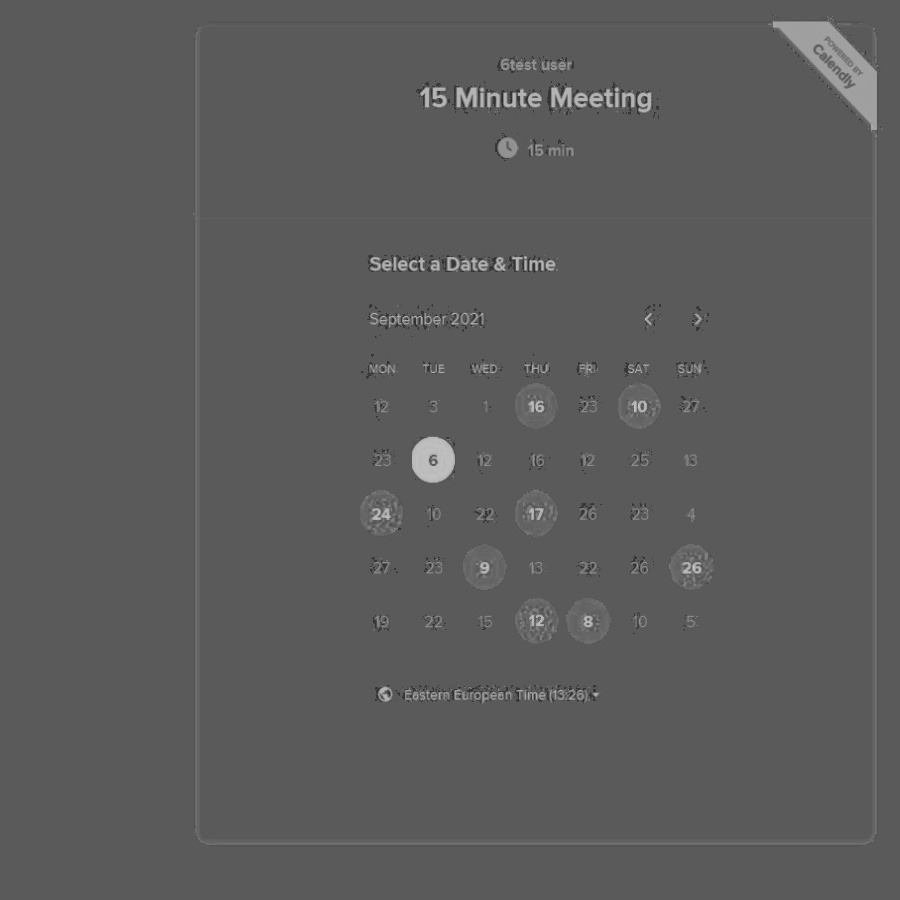 POWERED BY
Calendly
6test user
15 Minute Meeting
15 min
Select a Date & Time
September 2021
MON TUE WED THU FRI SAT SUN
12 3 1 16 23 10 27
23 6 12 16 12 25 13
24 10 22 17 26 23 4
27 23 9 13 22 26 26
19 22 15 12 8 10 5
Eastern European Time (13:26)